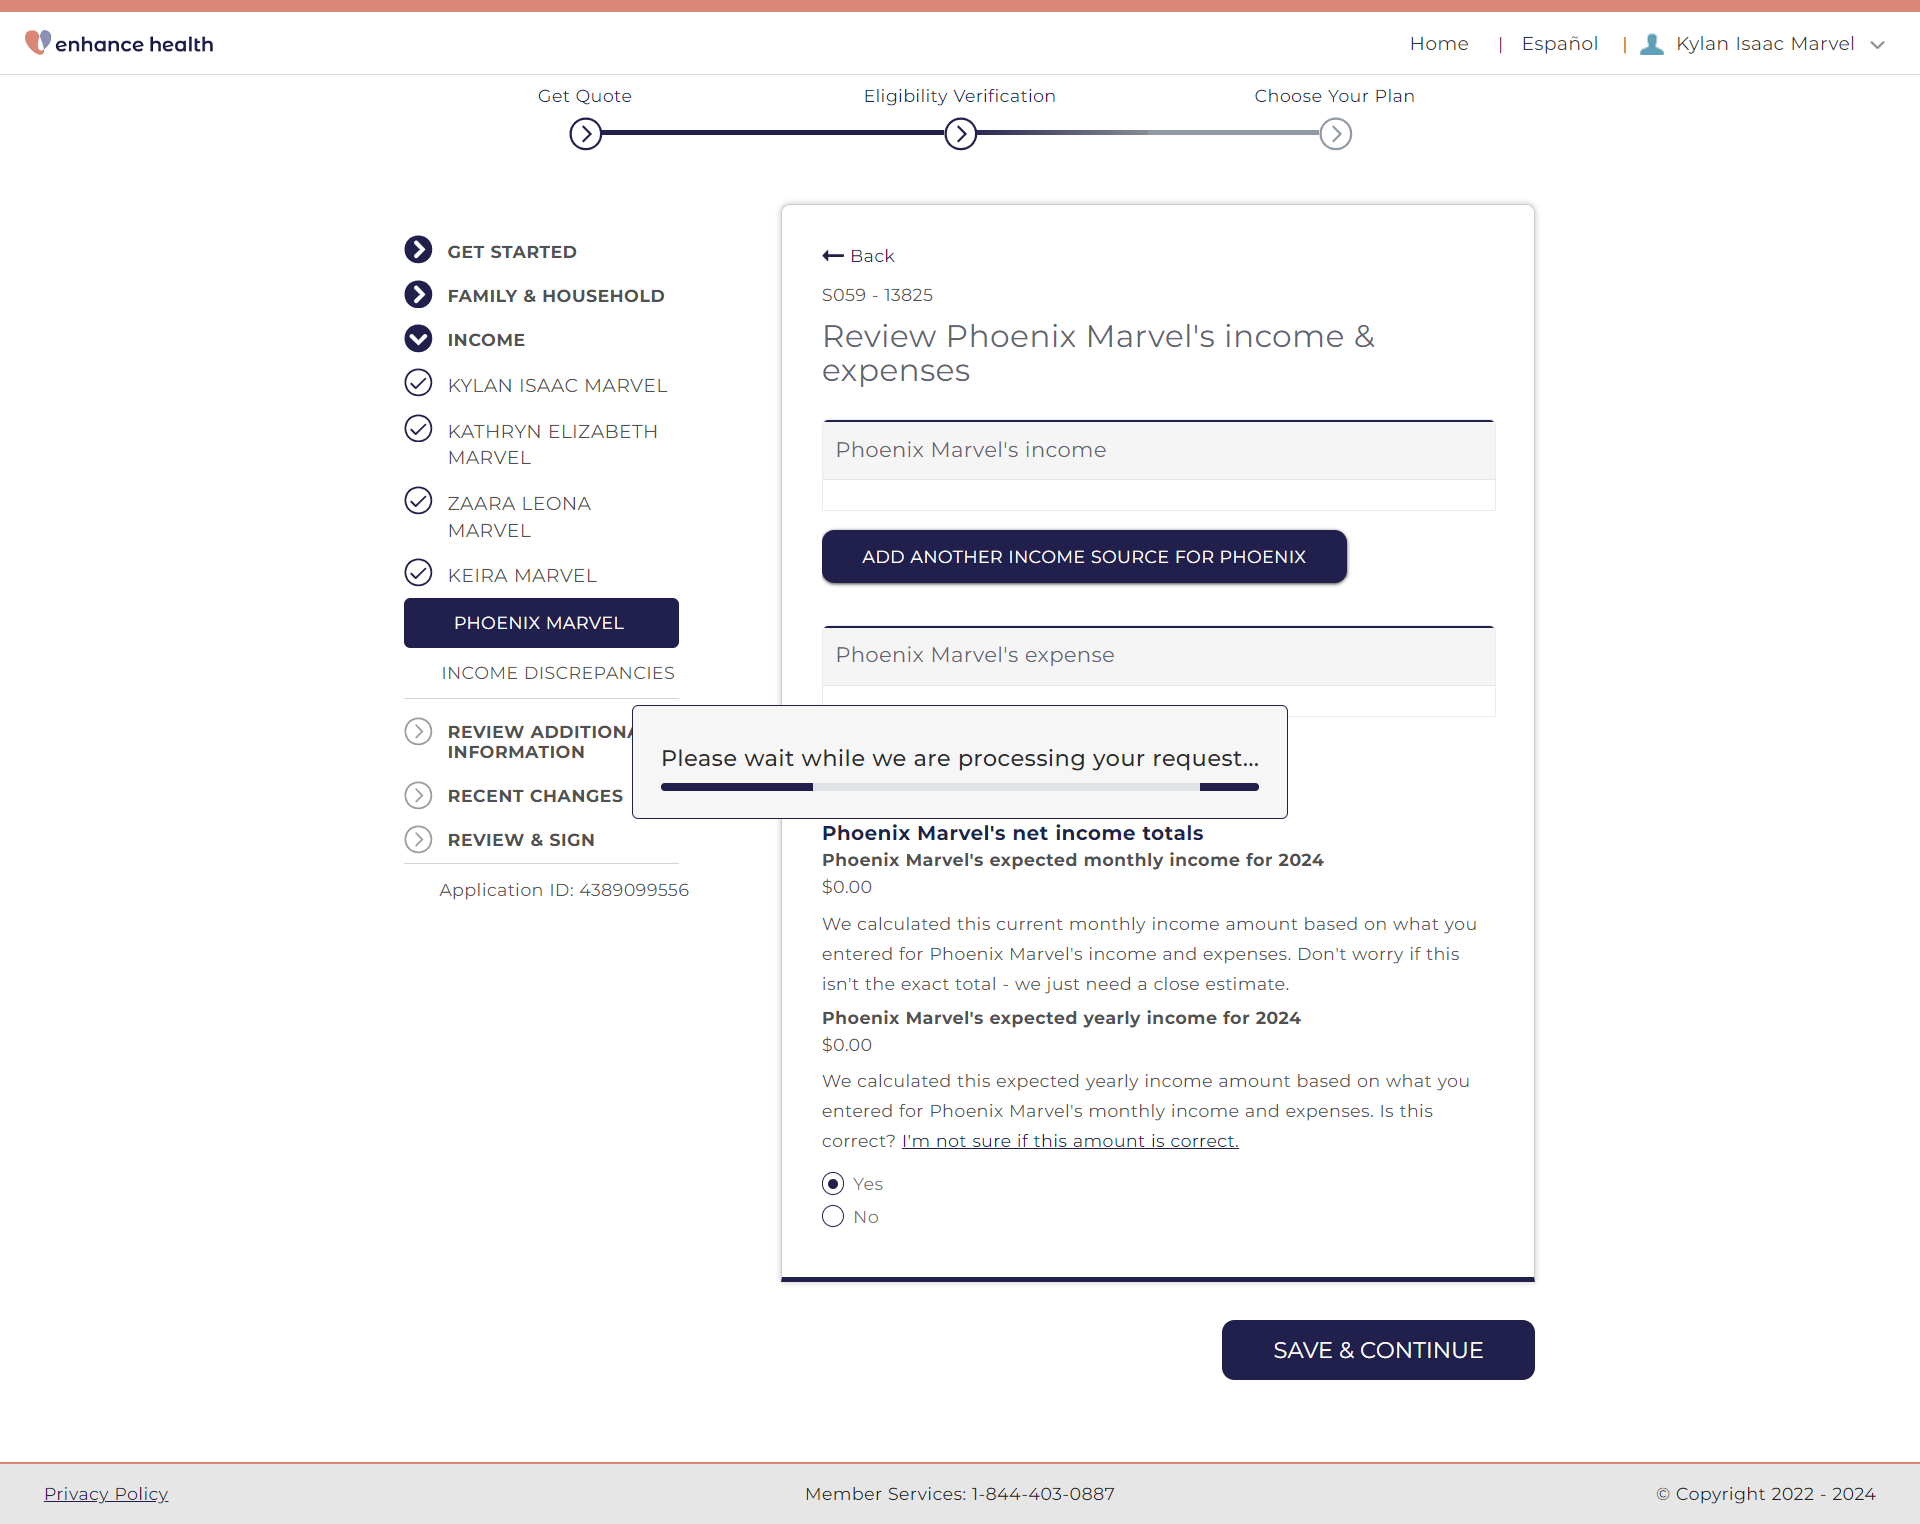 enhance health
Home | Español | Kylan Isaac Marvel
Get Quote
Eligibility Verification
Choose Your Plan
GET STARTED
FAMILY & HOUSEHOLD
INCOME
KYLAN ISAAC MARVEL
KATHRYN ELIZABETH
MARVEL
ZAARA LEONA
MARVEL
KEIRA MARVEL
PHOENIX MARVEL
INCOME DISCREPANCIES
REVIEW ADDITIONA
INFORMATION
RECENT CHANGES
REVIEW & SIGN
Application ID: 4389099556
Back
S059 - 13825
Review Phoenix Marvel's income &
expenses
Phoenix Marvel's income
ADD ANOTHER INCOME SOURCE FOR PHOENIX
Phoenix Marvel's expense
Please wait while we are processing your request...
Phoenix Marvel's net income totals
Phoenix Marvel's expected monthly income for 2024
$0.00
We calculated this current monthly income amount based on what you
entered for Phoenix Marvel's income and expenses. Don't worry if this
isn't the exact total - we just need a close estimate.
Phoenix Marvel's expected yearly income for 2024
$0.00
We calculated this expected yearly income amount based on what you
entered for Phoenix Marvel's monthly income and expenses. Is this
correct? I'm not sure if this amount is correct.
Yes
No
SAVE & CONTINUE
Privacy Policy
Member Services: 1-844-403-0887
© Copyright 2022 - 2024